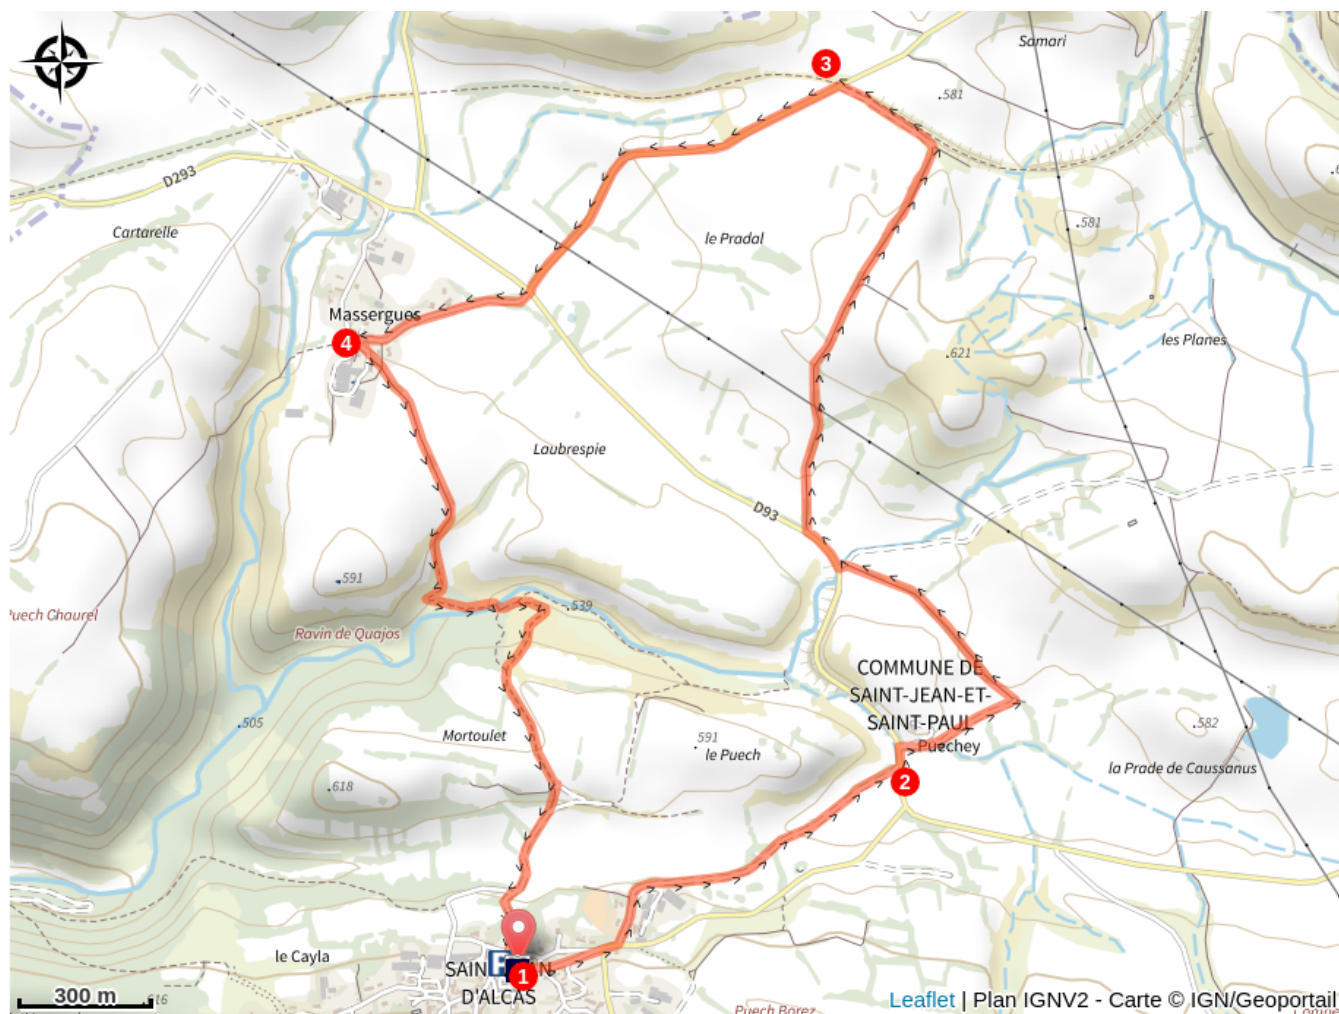 3
Samari
581
D293
Cartarelle
le Pradal
581
Massergues
4
les Planes
621
Laubrespie
D93
591
539
Puech Chaurel
Ravin de Quajos
COMMUNE DE
SAINT-JEAN-ET-
SAINT-PAUL
505
582
Mortoulet
591
le Puech
Puechey
la Prade de Caussanus
618
2
le Cayla
P
1
D'ALCAS
300 m
616
Puech Borez
Leaflet | Plan IGNV2 - Carte © IGN/Geoportail